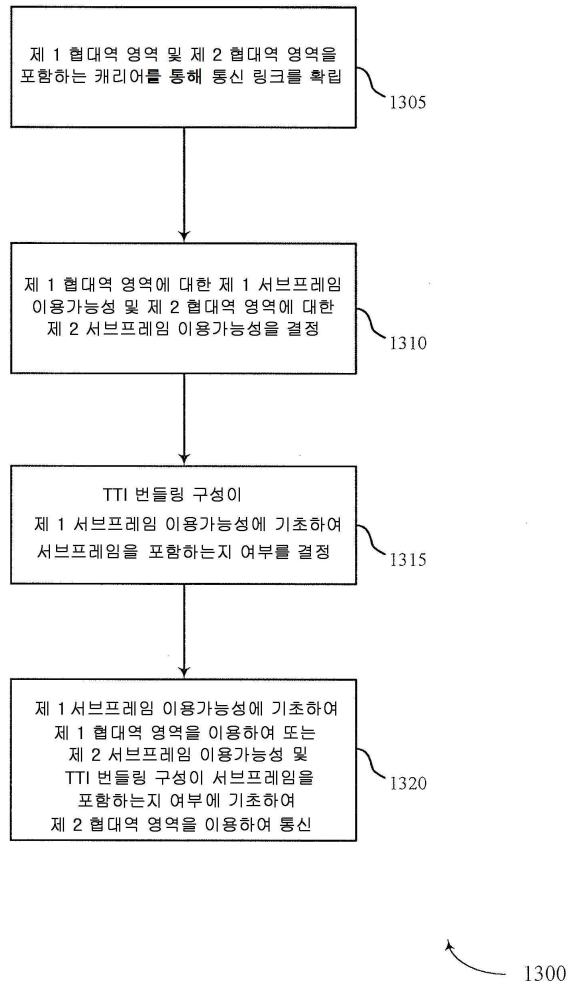 제 1 협대역 영역 및 제 2 협대역 영역을
포함하는 캐리어를 통해 통신 링크를 확립
1305
제 1 협대역 영역에 대한 제 1 서브프레임
이용가능성 및 제 2 협대역 영역에 대한
제 2 서브프레임 이용가능성을 결정
1310
TTI 번들링 구성이
제 1 서브프레임 이용가능성에 기초하여
서브프레임을 포함하는지 여부를 결정
1315
제 1 서브프레임 이용가능성에 기초하여
제 1 협대역 영역을 이용하여 또는
제 2 서브프레임 이용가능성 및
TTI 번들링 구성이 서브프레임을
포함하는지 여부에 기초하여
제 2 협대역 영역을 이용하여 통신
1320
1300